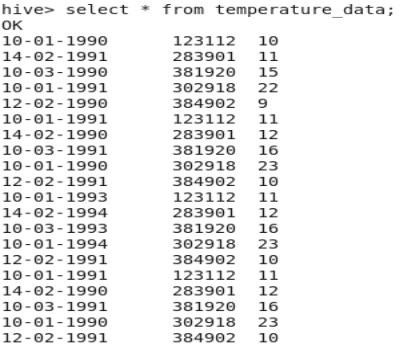 hive> select * from temperature_data;
OK
10-01-1990 123112 10
14-02-1991 283901 11
10-03-1990 381920 15
10-01-1991 302918 22
12-02-1990 384902 9
10-01-1991 123112 11
14-02-1990 283901 12
10-03-1991 381920 16
10-01-1990 302918 23
12-02-1991 384902 10
10-01-1993 123112 11
14-02-1994 283901 12
10-03-1993 381920 16
10-01-1994 302918 23
12-02-1991 384902 10
10-01-1991 123112 11
14-02-1990 283901 12
10-03-1991 381920 16
10-01-1990 302918 23
12-02-1991 384902 10